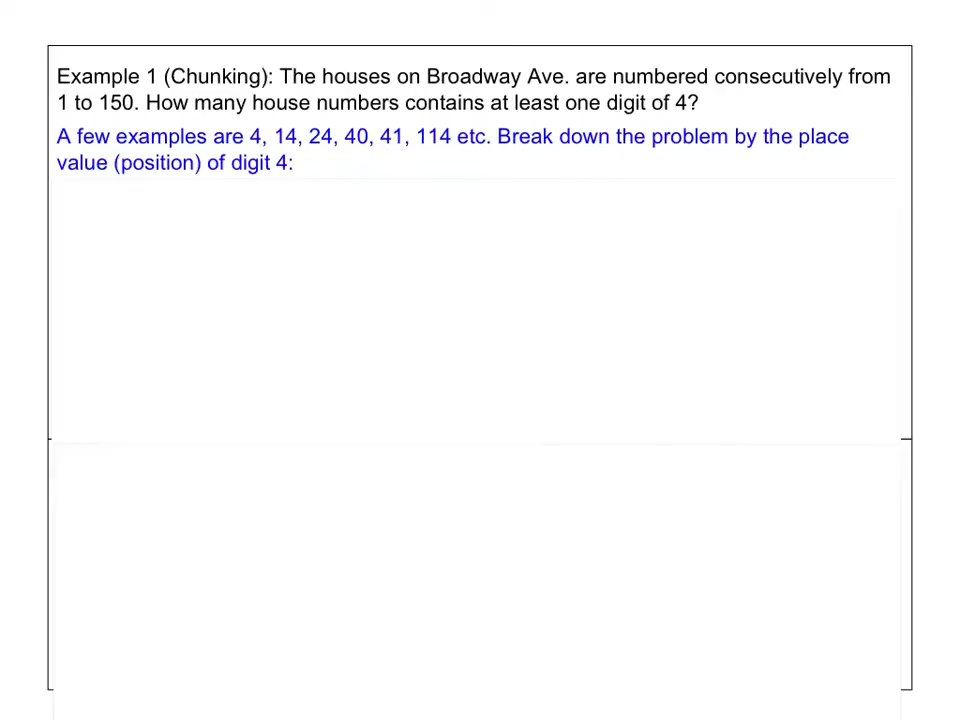 Example 1 (Chunking): The houses on Broadway Ave. are numbered consecutively from
1 to 150. How many house numbers contains at least one digit of 4?
A few examples are 4, 14, 24, 40, 41, 114 etc. Break down the problem by the place
value (position) of digit 4: